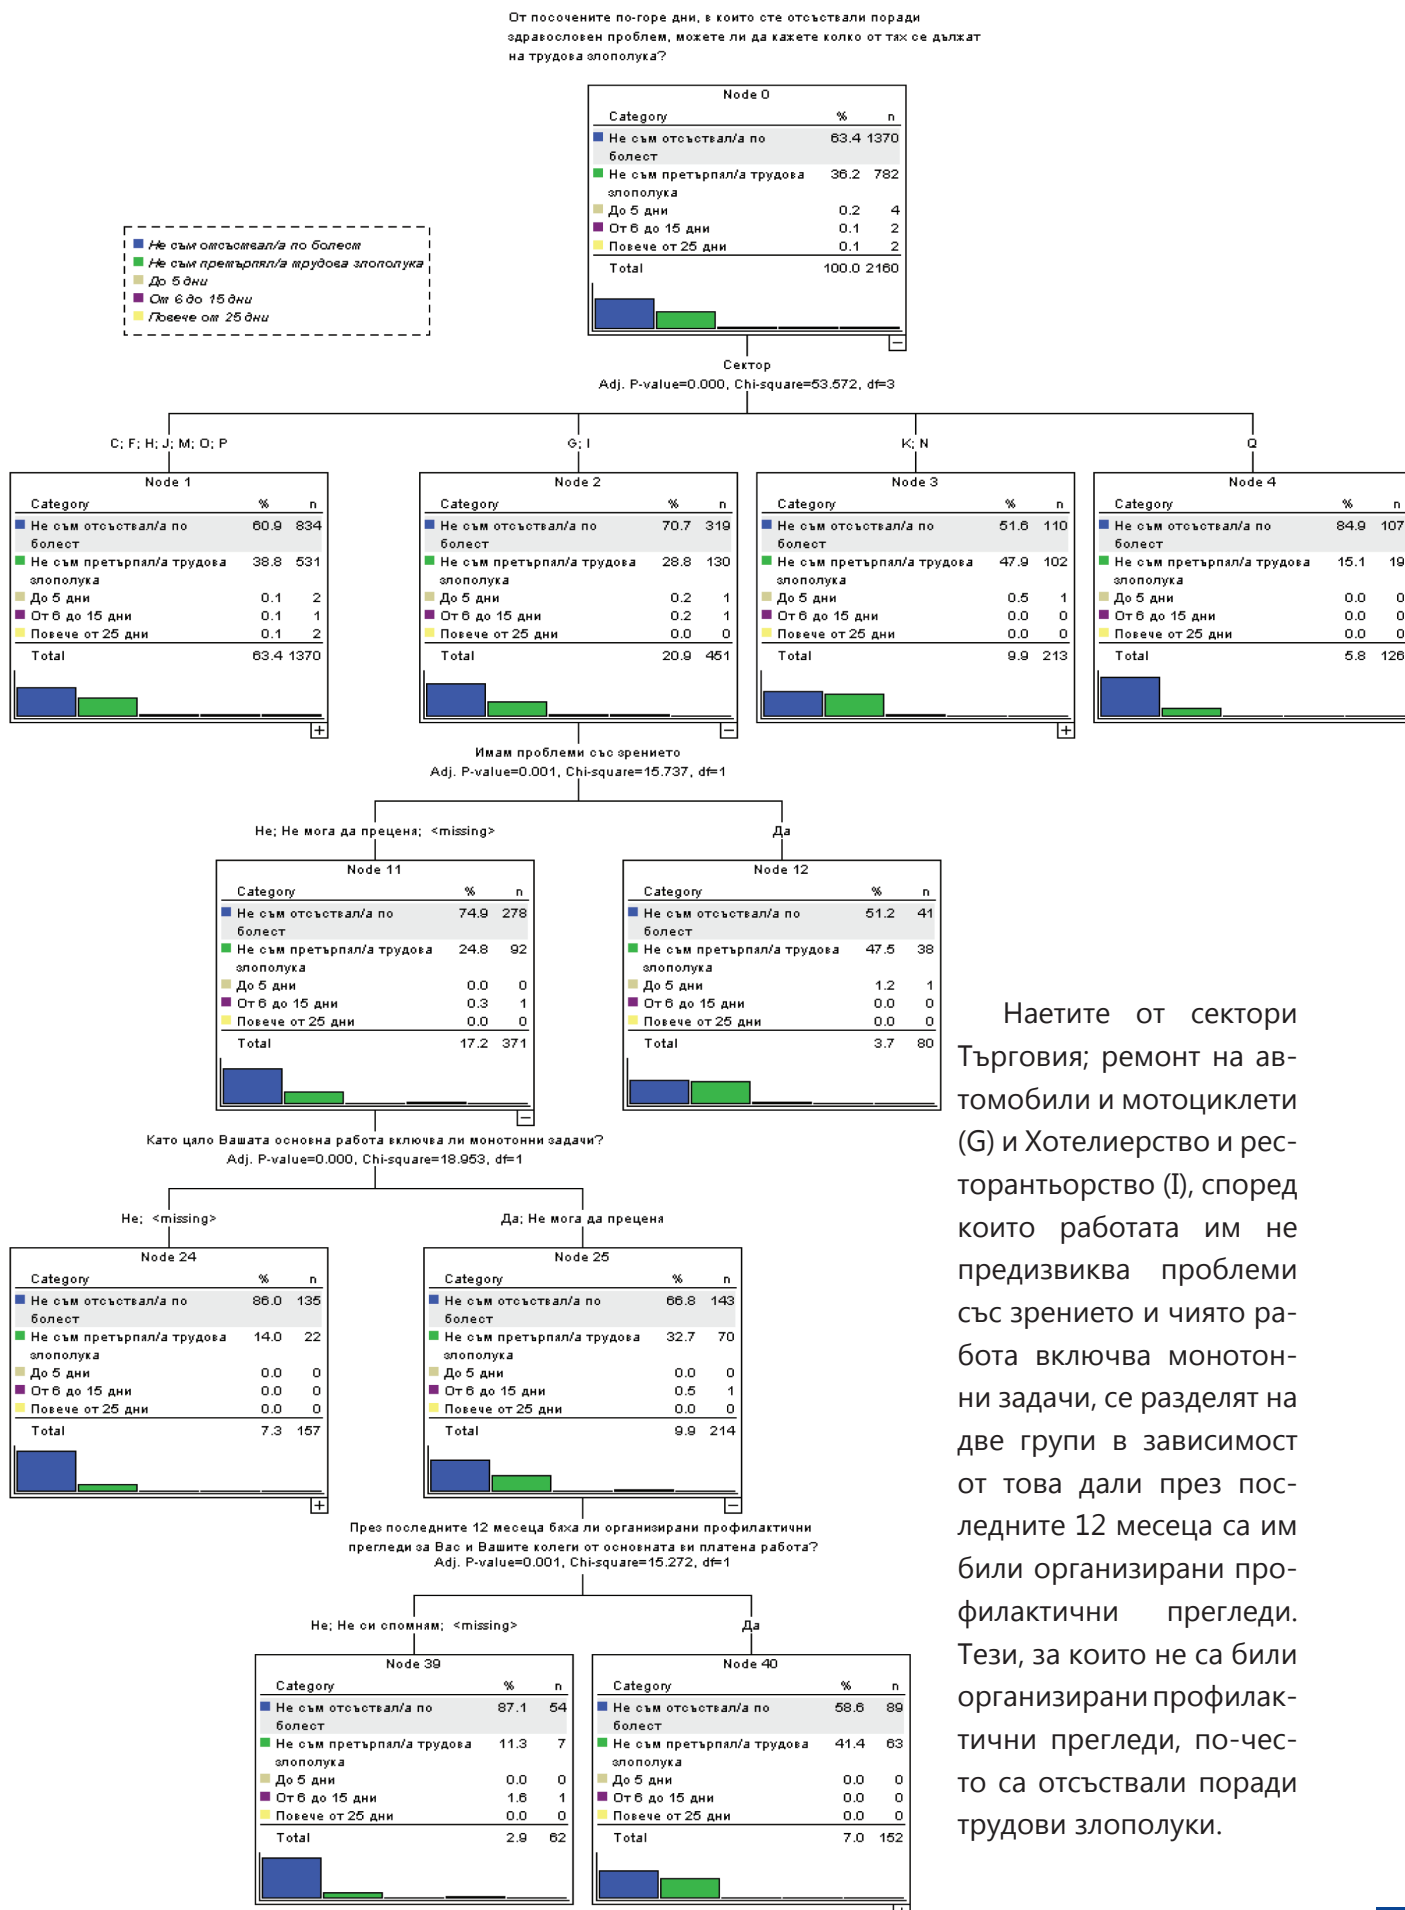 От посочените по-горе дни, в които сте отсъствали поради
здравословен проблем, можете ли да кажете колко от тях се дължат
на трудова злополука?
Node 0
Category % n
Не съм отсъствал/а по 63.4 1370
болест
Не съм претърпял/а трудова 36.2 782
злополука
До 5 дни 0.2 4
От 6 до 15 дни 0.1 2
Повече от 25 дни 0.1 2
Total 100.0 2160
Не съм отсъствал/а по болест
Не съм претърпял/а трудова злополука
До 5 дни
От 6 до 15 дни
Повече от 25 дни
Сектор
Adj. P-value=0.000, Chi-square=53.572, df=3
C; F; H; J; M; O; P
Node 1
Category % n
Не съм отсъствал/а по 60.9 834
болест
Не съм претърпял/а трудова 38.8 531
злополука
До 5 дни 0.1 2
От 6 до 15 дни 0.1 1
Повече от 25 дни 0.1 2
Total 63.4 1370
G; I
Node 2
Category % n
Не съм отсъствал/а по 70.7 319
болест
Не съм претърпял/а трудова 28.8 130
злополука
До 5 дни 0.2 1
От 6 до 15 дни 0.2 1
Повече от 25 дни 0.0 0
Total 20.9 451
K; N
Node 3
Category % n
Не съм отсъствал/а по 51.6 110
болест
Не съм претърпял/а трудова 47.9 102
злополука
До 5 дни 0.5 1
От 6 до 15 дни 0.0 0
Повече от 25 дни 0.0 0
Total 9.9 213
Q
Node 4
Category % n
Не съм отсъствал/а по 84.9 107
болест
Не съм претърпял/а трудова 15.1 19
злополука
До 5 дни 0.0 0
От 6 до 15 дни 0.0 0
Повече от 25 дни 0.0 0
Total 5.8 126
Имам проблеми със зрението
Adj. P-value=0.001, Chi-square=15.737, df=1
Не; Не мога да преценя; <missing>
Node 11
Category % n
Не съм отсъствал/а по 74.9 278
болест
Не съм претърпял/а трудова 24.8 92
злополука
До 5 дни 0.0 0
От 6 до 15 дни 0.3 1
Повече от 25 дни 0.0 0
Total 17.2 371
Да
Node 12
Category % n
Не съм отсъствал/а по 51.2 41
болест
Не съм претърпял/а трудова 47.5 38
злополука
До 5 дни 1.2 1
От 6 до 15 дни 0.0 0
Повече от 25 дни 0.0 0
Total 3.7 80
Като цяло Вашата основна работа включва ли монотонни задачи?
Adj. P-value=0.000, Chi-square=18.953, df=1
Не; <missing>
Node 24
Category % n
Не съм отсъствал/а по 86.0 135
болест
Не съм претърпял/а трудова 14.0 22
злополука
До 5 дни 0.0 0
От 6 до 15 дни 0.0 0
Повече от 25 дни 0.0 0
Total 7.3 157
Да; Не мога да преценя
Node 25
Category % n
Не съм отсъствал/а по 66.8 143
болест
Не съм претърпял/а трудова 32.7 70
злополука
До 5 дни 0.0 0
От 6 до 15 дни 0.5 1
Повече от 25 дни 0.0 0
Total 9.9 214
През последните 12 месеца бяха ли организирани профилактични
прегледи за Вас и Вашите колеги от основната ви платена работа?
Adj. P-value=0.001, Chi-square=15.272, df=1
Не; Не си спомням; <missing>
Node 39
Category % n
Не съм отсъствал/а по 87.1 54
болест
Не съм претърпял/а трудова 11.3 7
злополука
До 5 дни 0.0 0
От 6 до 15 дни 1.6 1
Повече от 25 дни 0.0 0
Total 2.9 62
Да
Node 40
Category % n
Не съм отсъствал/а по 58.6 89
болест
Не съм претърпял/а трудова 41.4 63
злополука
До 5 дни 0.0 0
От 6 до 15 дни 0.0 0
Повече от 25 дни 0.0 0
Total 7.0 152
Наетите от сектори
Търговия; ремонт на ав-
томобили и мотоциклети
(G) и Хотелиерство и рес-
торантьорство (I), според
които работата им не
предизвиква проблеми
със зрението и чиято ра-
бота включва монотон-
ни задачи, се разделят на
две групи в зависимост
от това дали през пос-
ледните 12 месеца са им
били организирани про-
филактични прегледи.
Тези, за които не са били
организирани профилак-
тични прегледи, по-чес-
то са отсъствали поради
трудови злополуки.